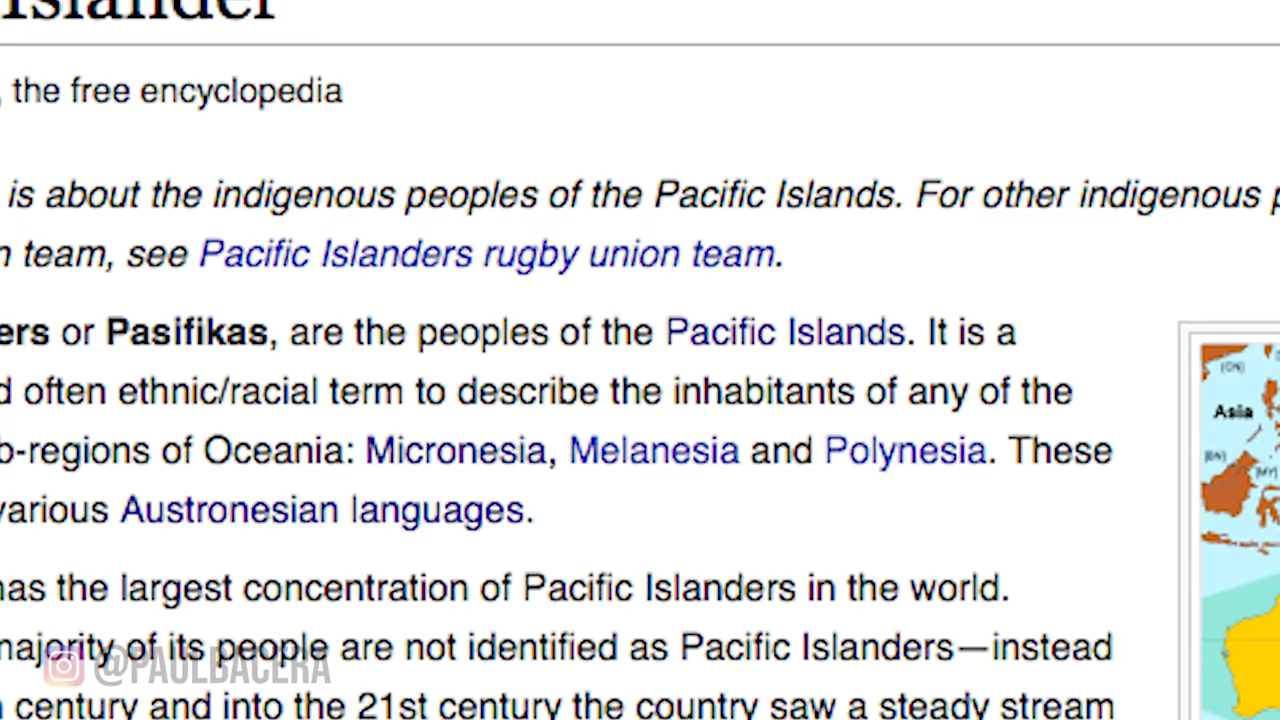 Islander
, the free encyclopedia
is about the indigenous peoples of the Pacific Islands. For other indigenous p
n team, see Pacific Islanders rugby union team.
ers or Pasifikas, are the peoples of the Pacific Islands. It is a
d often ethnic/racial term to describe the inhabitants of any of the
b-regions of Oceania: Micronesia, Melanesia and Polynesia. These
various Austronesian languages.
has the largest concentration of Pacific Islanders in the world.
majority of its people are not identified as Pacific Islanders—instead
century and into the 21st century the country saw a steady stream
@PAULBACERA
(CN)
Asia
(BN)
(MY)